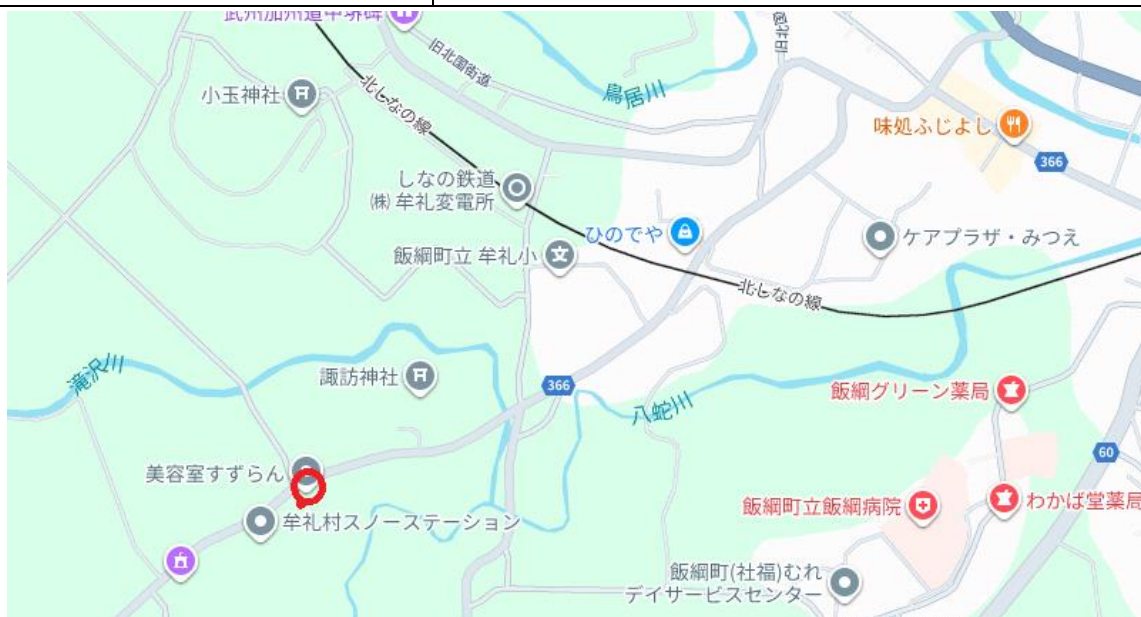 武州加州道中堺碑
旧北国街道
旧北国
小玉神社
北しなの線
鳥居川
味処ふじよし
366
しなの鉄道
㈱ 牟礼変電所
ひのでや
ケアプラザ・みつえ
飯綱町立 牟礼小
北しなの線
滝沢川
諏訪神社
366
八蛇川
飯綱グリーン薬局
60
美容室すずらん
牟礼村スノーステーション
飯綱町立飯綱病院
わかば堂薬局
飯綱町(社福)むれ
デイサービスセンター